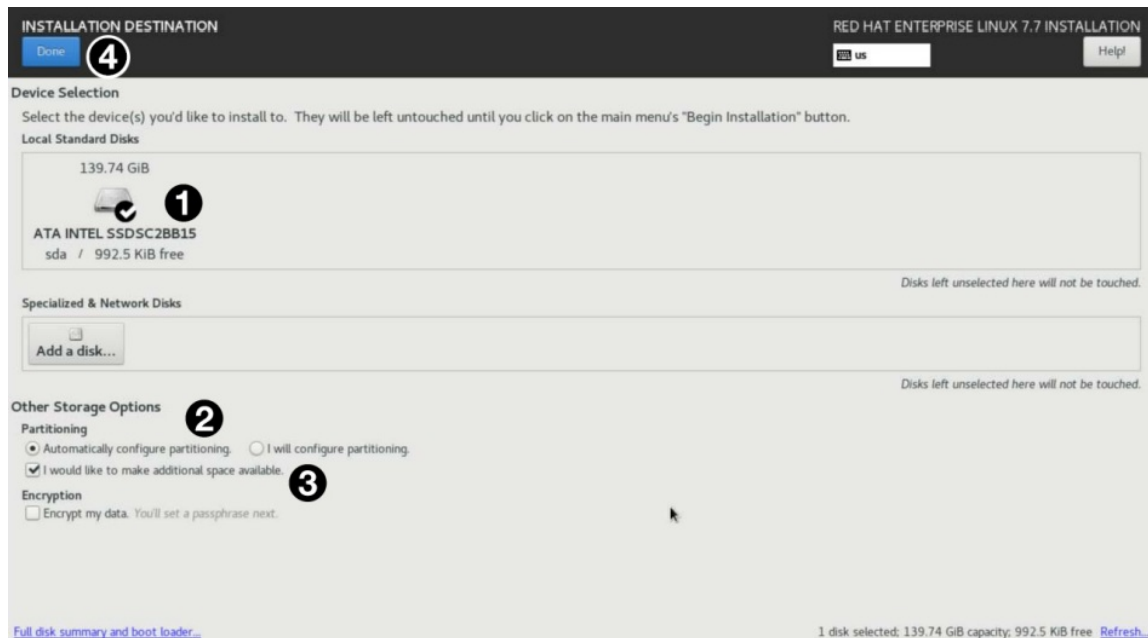 INSTALLATION DESTINATION
RED HAT ENTERPRISE LINUX 7.7 INSTALLATION
Done
4
us
Help!
Device Selection
Select the device(s) you'd like to install to. They will be left untouched until you click on the main menu's "Begin Installation" button.
Local Standard Disks
139.74 GiB
1
ATA INTEL SSDSC2BB15
sda / 992.5 KiB free
Disks left unselected here will not be touched.
Specialized & Network Disks
Add a disk...
Disks left unselected here will not be touched.
Other Storage Options
2
Partitioning
Automatically configure partitioning. I will configure partitioning.
I would like to make additional space available.
3
Encryption
Encrypt my data. You'll set a passphrase next.
Full disk summary and boot loader...
1 disk selected; 139.74 GiB capacity; 992.5 KiB free Refresh